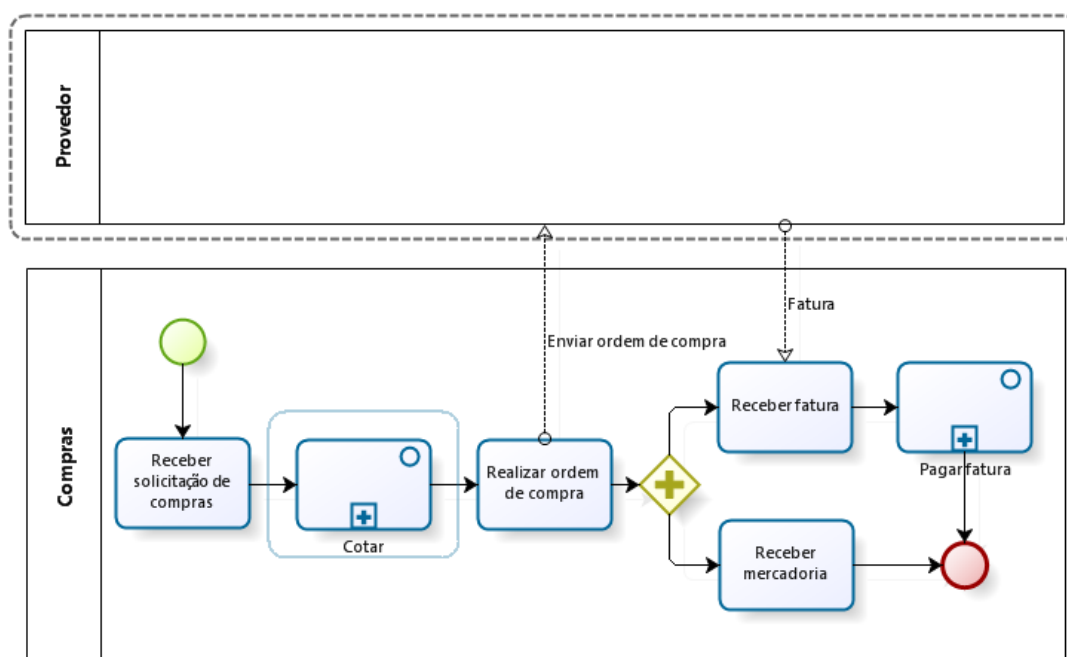 Provedor
Compras
Receber
solicitação de
compras
Cotar
Realizar ordem
de compra
Enviar ordem de compra
Fatura
Receber fatura
Pagar fatura
Receber
mercadoria